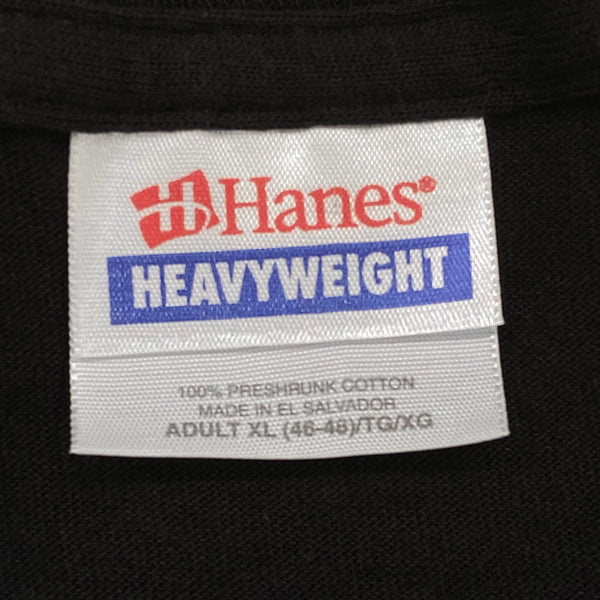 Hanes®
HEAVYWEIGHT
100% PRESHRUNK COTTON
MADE IN EL SALVADOR
ADULT XL (46-48)/TG/XG